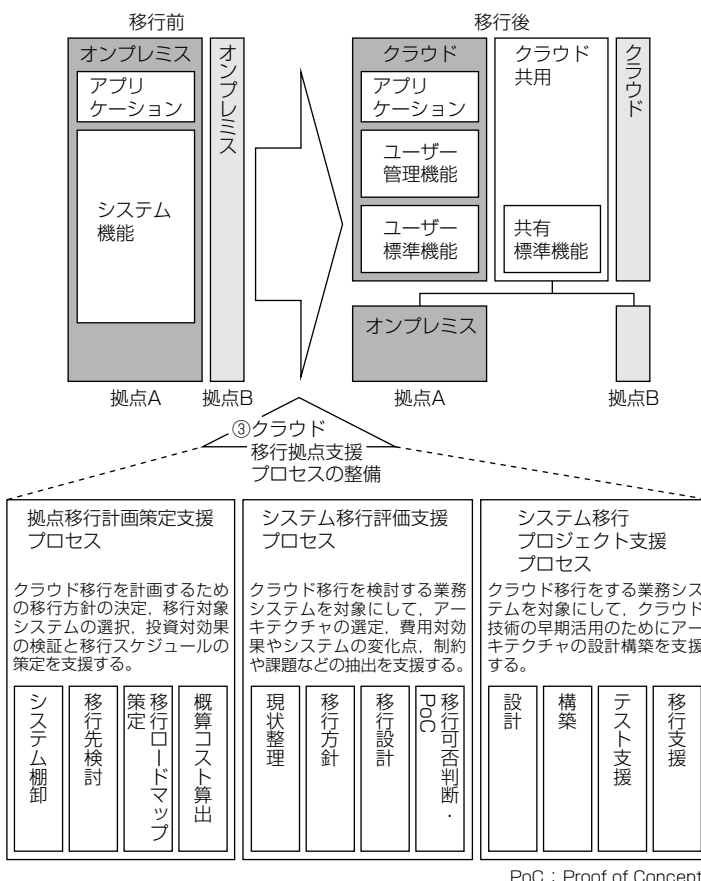 移行前
移行後
オンプレミス
アプリ
ケーション
システム
機能
オンプレミス
クラウド
アプリ
ケーション
ユーザー
管理機能
ユーザー
標準機能
クラウド
共用
共有
標準機能
クラウド
オンプレミス
拠点A
拠点B
拠点A
拠点B
③クラウド
移行拠点支援
プロセスの整備
拠点移行計画策定支援
プロセス
クラウド移行を計画するため
の移行方針の決定，移行対象
システムの選択，投資対効果
の検証と移行スケジュールの
策定を支援する。
システム棚卸
移行先検討
移行ロードマップ
策定
概算コスト算出
システム移行評価支援
プロセス
クラウド移行を検討する業務
システムを対象にして，アー
キテクチャの選定，費用対効
果やシステムの変化点，制約
や課題などの抽出を支援する。
現状整理
移行方針
移行設計
移行可否判断・
PoC
システム移行
プロジェクト支援
プロセス
クラウド移行をする業務シス
テムを対象にして，クラウド
技術の早期活用のためにアー
キテクチャの設計構築を支援
する。
設計
構築
テスト支援
移行支援
PoC：Proof of Concept